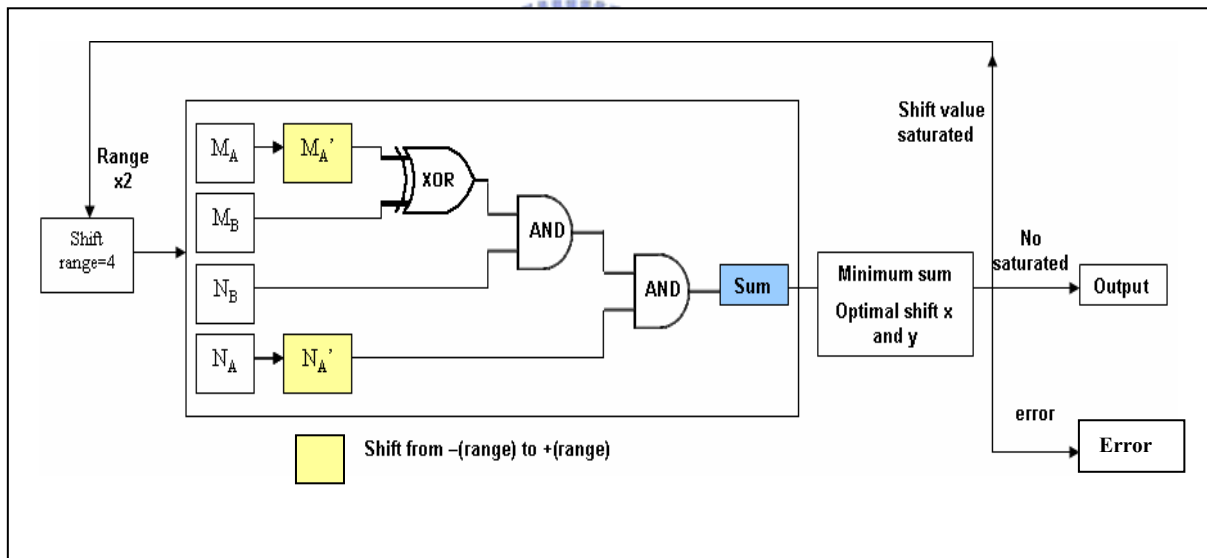 Shift value
saturated
Range
x2
Shift
range=4
M_A
M_A'
XOR
M_B
AND
N_B
AND
Sum
N_A
N_A'
Minimum sum
Optimal shift x
and y
No
saturated
Output
error
Error
Shift from –(range) to +(range)